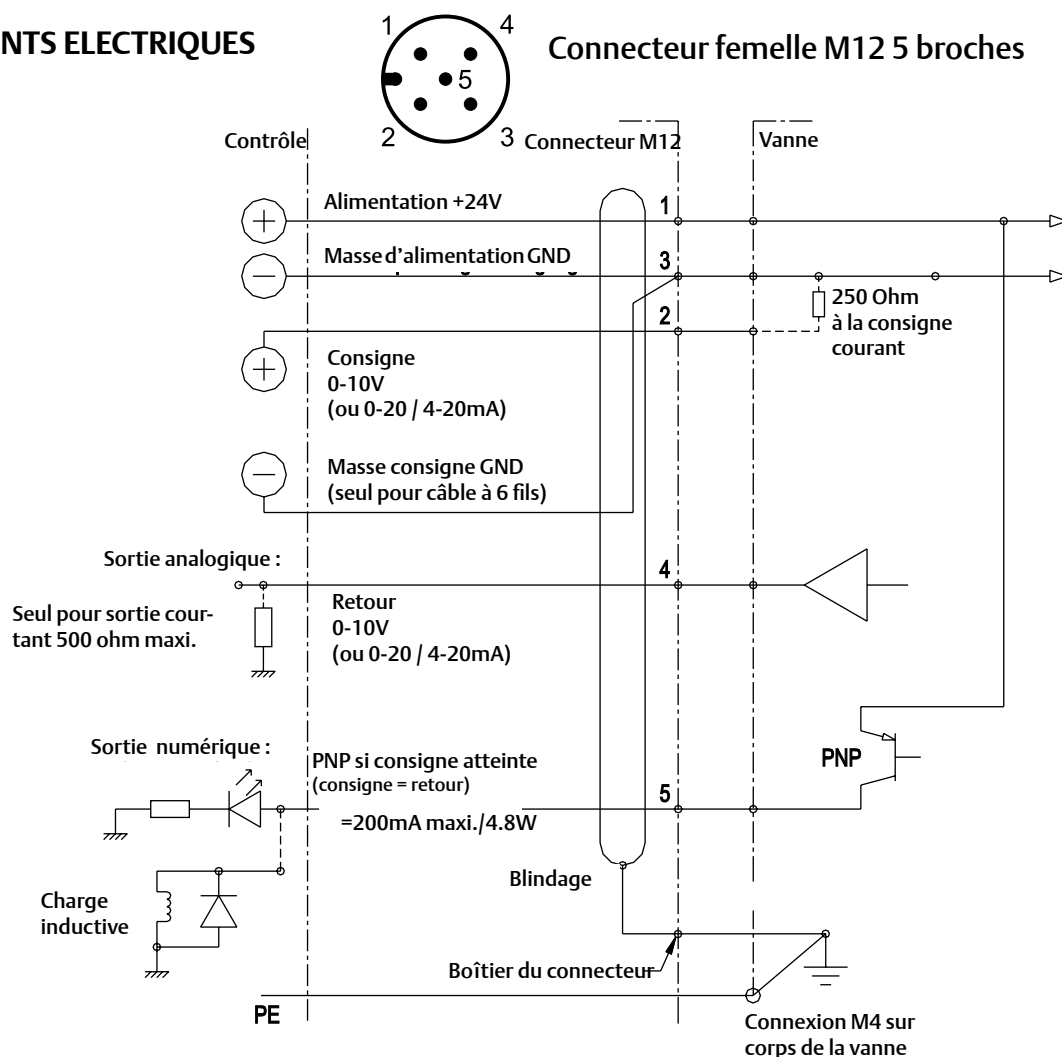 NTS ELECTRIQUES
1
4
5
2
3
Connecteur femelle M12 5 broches
Contrôle
Connecteur M12
Vanne
Alimentation +24V
1
Masse d'alimentation GND
3
2
250 Ohm
à la consigne
courant
Consigne
0-10V
(ou 0-20 / 4-20mA)
Masse consigne GND
(seul pour câble à 6 fils)
Sortie analogique :
4
Seul pour sortie cour-
tant 500 ohm maxi.
Retour
0-10V
(ou 0-20 / 4-20mA)
Sortie numérique :
PNP si consigne atteinte
(consigne = retour)
PNP
5
=200mA maxi./4.8W
Blindage
Charge
inductive
Boîtier du connecteur
PE
Connexion M4 sur
corps de la vanne